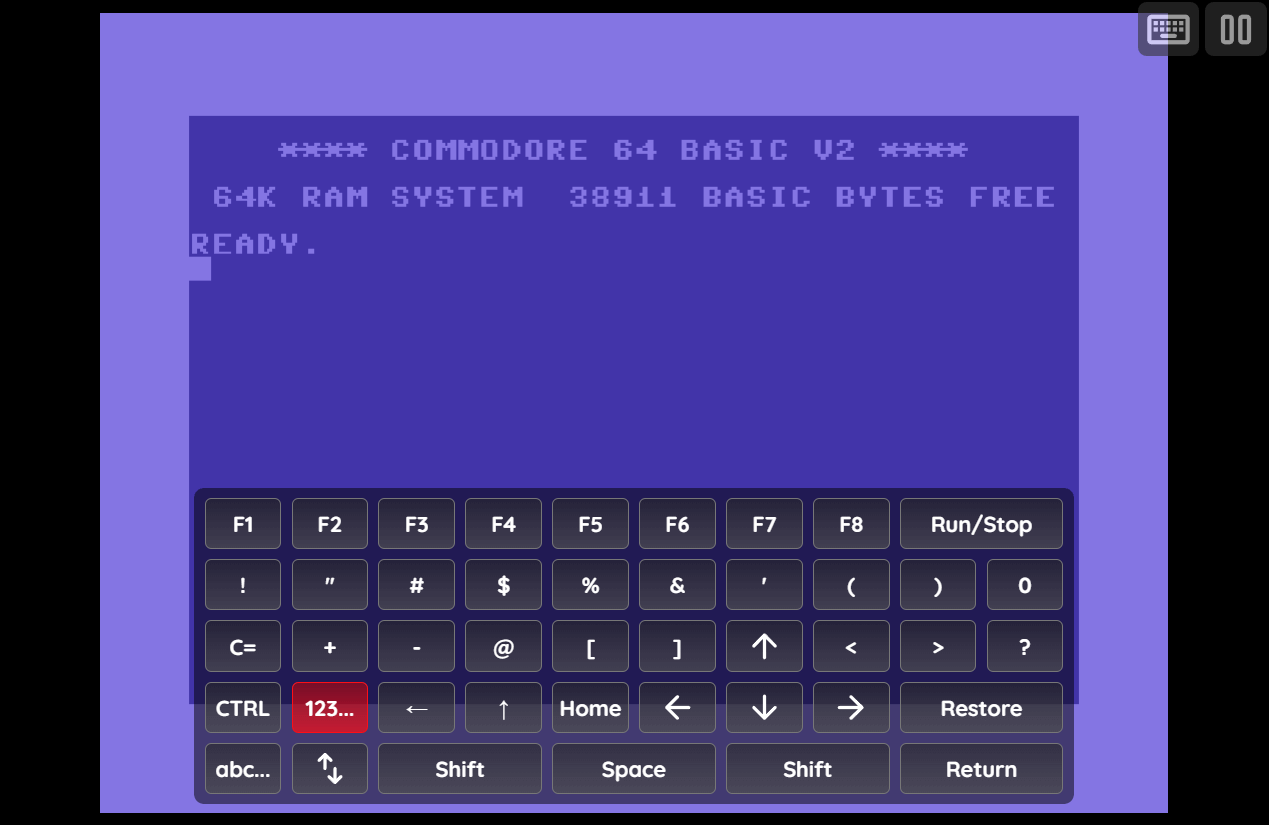 **** COMMODORE 64 BASIC V2 ****
64K RAM SYSTEM  38911 BASIC BYTES FREE
READY.
F1 F2 F3 F4 F5 F6 F7 F8 Run/Stop
! " # $ % & ' ( ) 0
C= + - @ [ ] ↑ < > ?
CTRL 123... ← ↑ Home ← ↓ → Restore
abc... ↑↓ Shift Space Shift Return